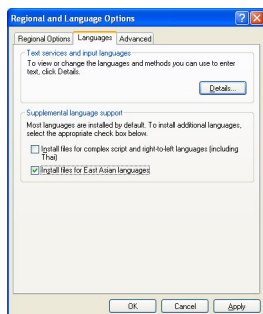 Regional and Language Options
Regional Options Languages Advanced
Text services and input languages
To view or change the languages and methods you can use to enter
text, click Details.
Details...
Supplemental language support
Most languages are installed by default. To install additional languages,
select the appropriate check box below.
Install files for complex script and right-to-left languages (including
Thai)
Install files for East Asian languages
OK Cancel Apply